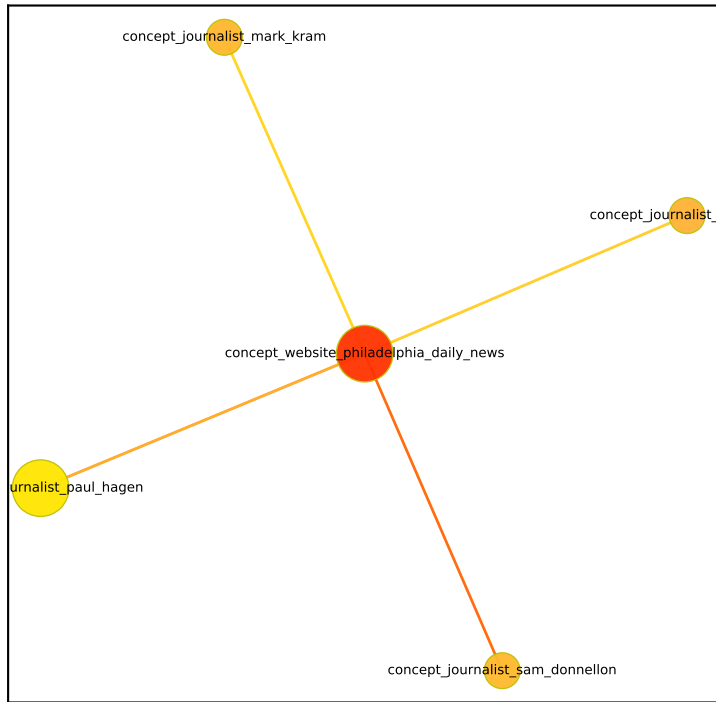 concept_journalist_mark_kram
concept_journalist_
concept_website_philadelphia_daily_news
urnalist_paul_hagen
concept_journalist_sam_donnellon